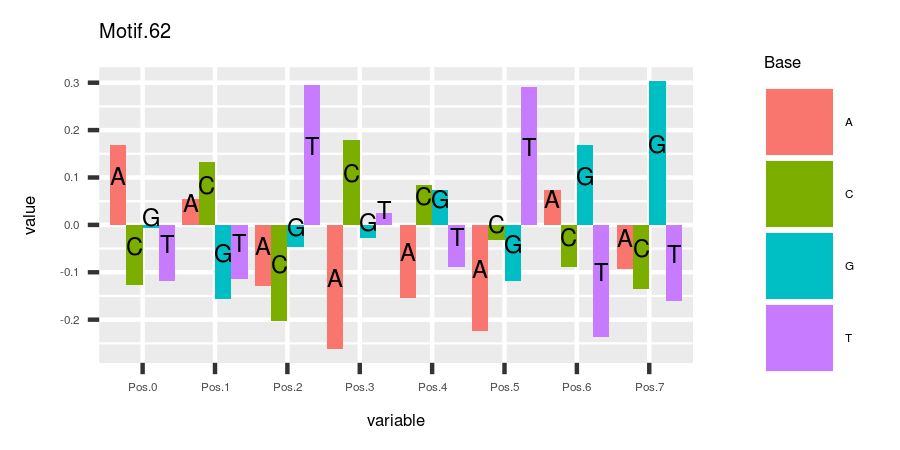 Motif.62
value
0.3
0.2
0.1
0.0
-0.1
-0.2
A C G T
A C G T
A C G T
A C G T
A C G T
A C G T
A C G T
A C G T
Pos.0 Pos.1 Pos.2 Pos.3 Pos.4 Pos.5 Pos.6 Pos.7
variable
Base
A
C
G
T